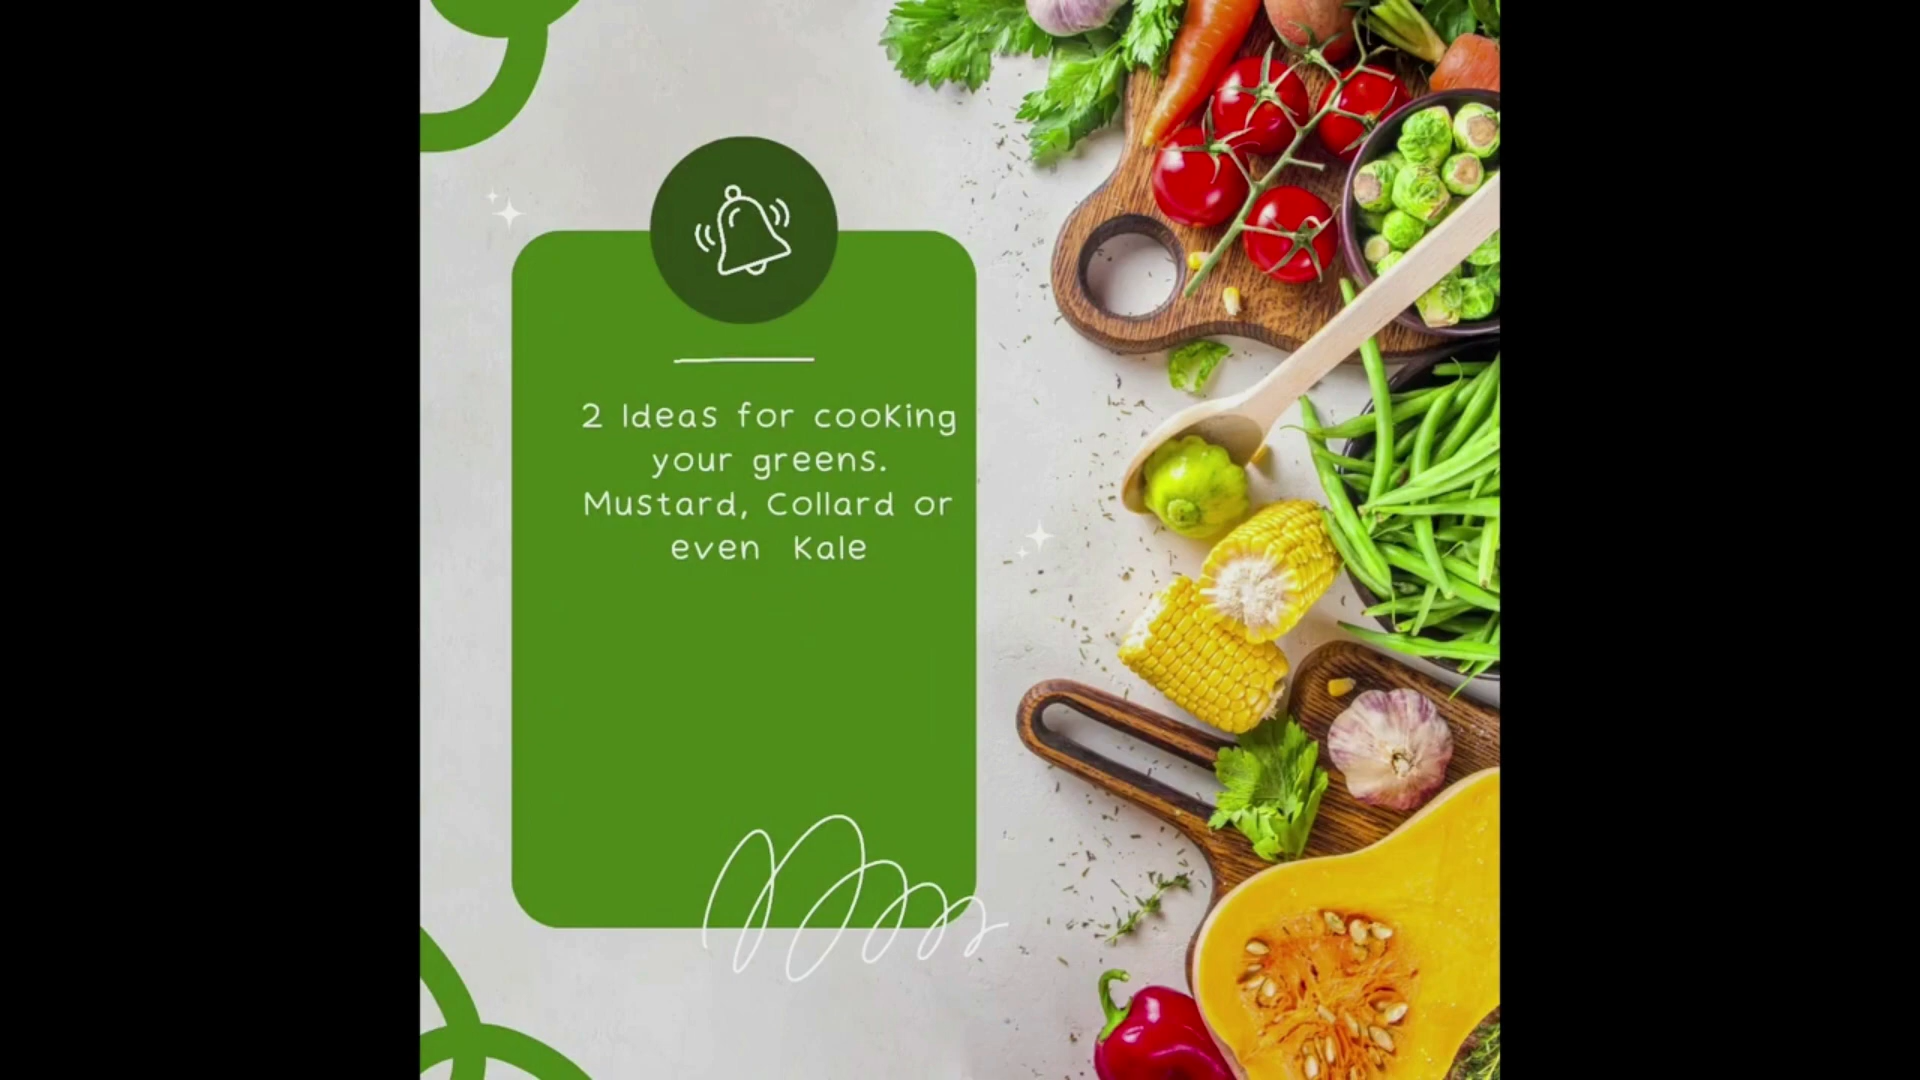 2 Ideas for cooking
your greens.
Mustard, Collard or
even Kale